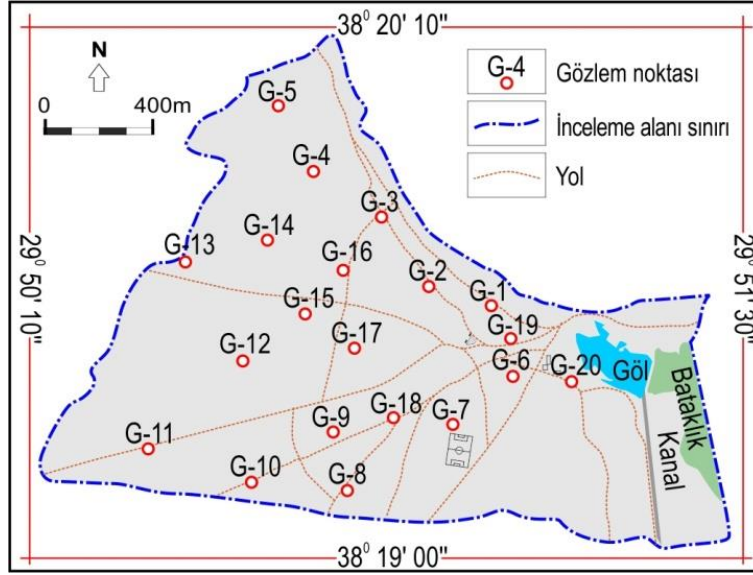 38⁰ 20' 10"
N
0 400m
G-4
Gözlem noktası
İnceleme alanı sınırı
Yol
G-5
G-4
G-3
G-14
G-13
G-16
G-2
G-1
G-15
G-19
G-17
G-12
G-6
G-20
Göl
Bataklık
Kanal
G-18
G-7
G-9
G-11
G-10
G-8
29⁰ 50' 10"
29⁰ 51' 30"
38⁰ 19' 00"